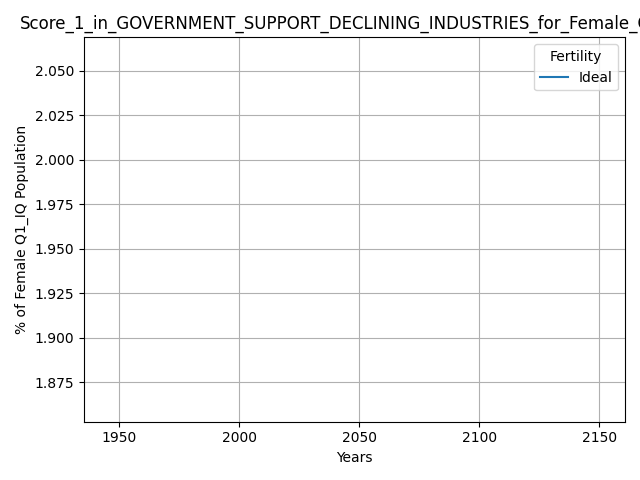 Score_1_in_GOVERNMENT_SUPPORT_DECLINING_INDUSTRIES_for_Female_
Fertility
Ideal
2.050
2.025
2.000
1.975
1.950
1.925
1.900
1.875
% of Female Q1_IQ Population
1950 2000 2050 2100 2150
Years